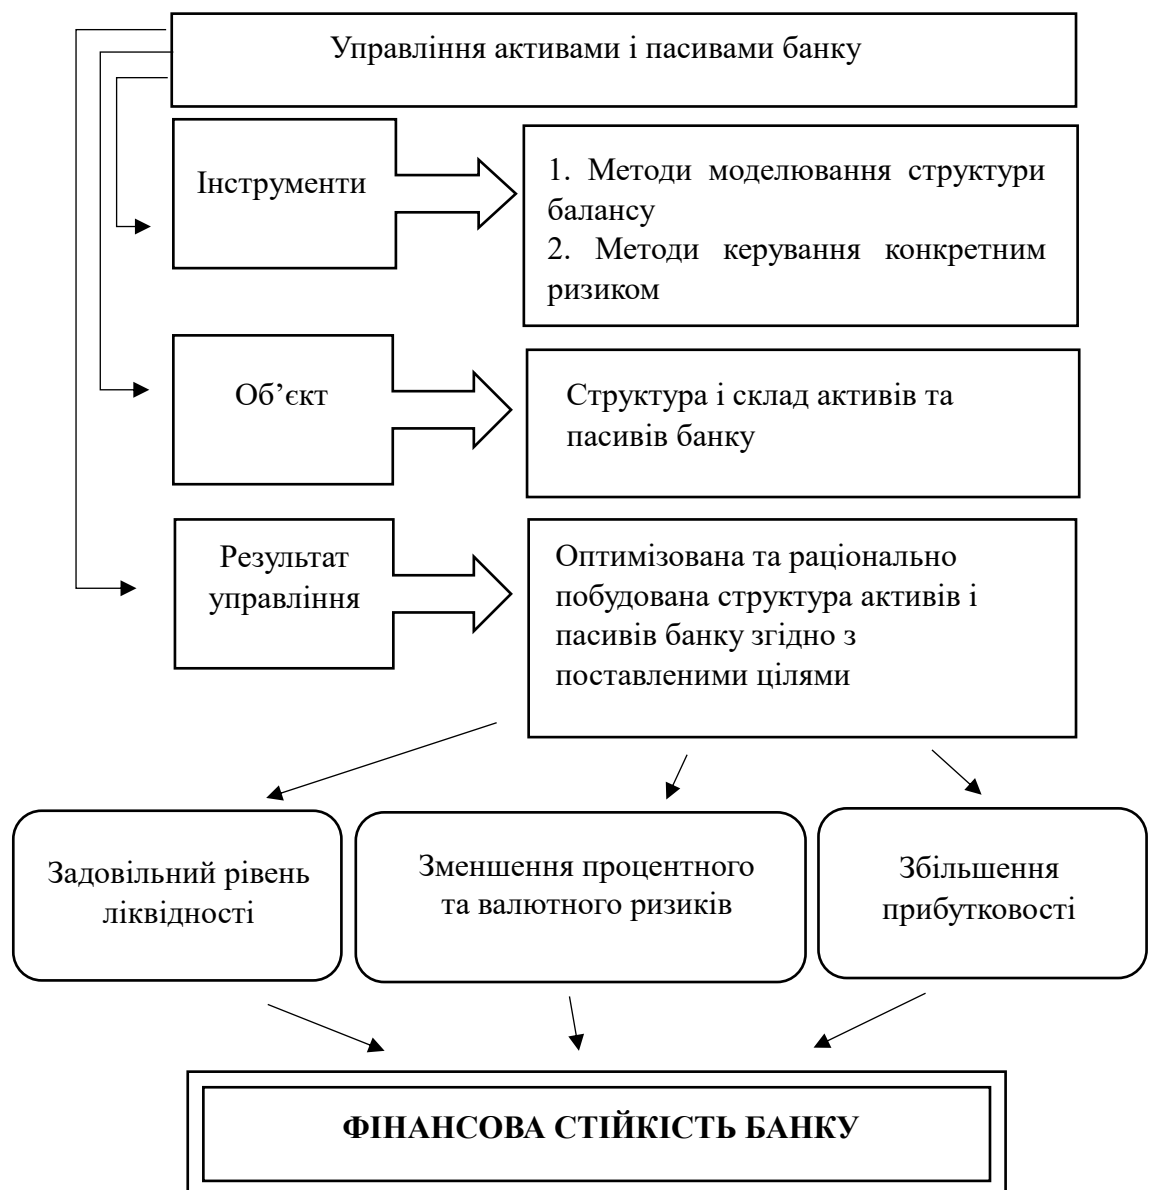 Управління активами і пасивами банку
Інструменти
1. Методи моделювання структури
балансу
2. Методи керування конкретним
ризиком
Об’єкт
Структура і склад активів та
пасивів банку
Результат
управління
Оптимізована та раціонально
побудована структура активів і
пасивів банку згідно з
поставленими цілями
Задовільний рівень
ліквідності
Зменшення процентного
та валютного ризиків
Збільшення
прибутковості
ФІНАНСОВА СТІЙКІСТЬ БАНКУ